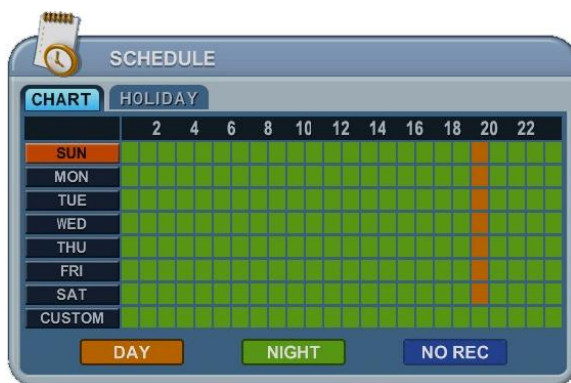 SCHEDULE
CHART HOLIDAY
2 4 6 8 10 12 14 16 18 20 22
SUN
MON
TUE
WED
THU
FRI
SAT
CUSTOM
DAY NIGHT NO REC